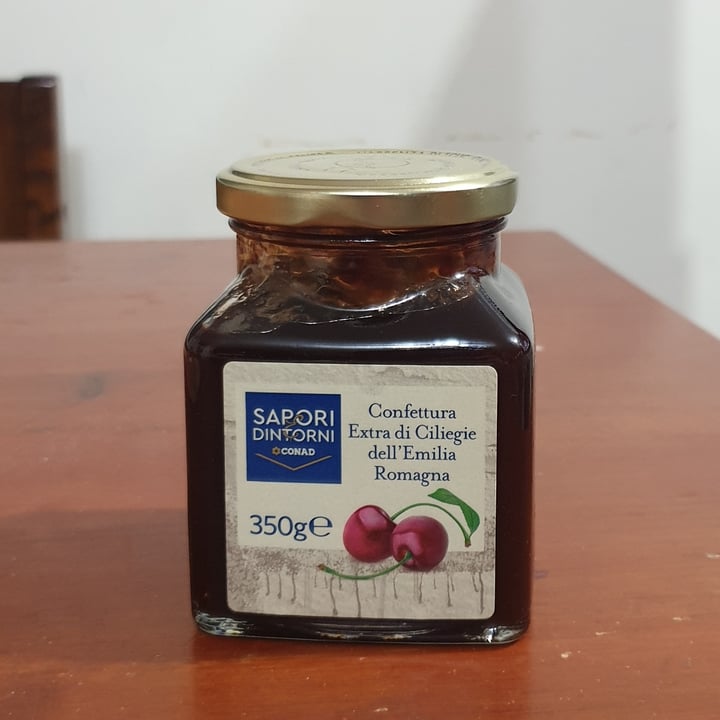 SAPORI
DINTORNI
CONAD
Confettura
Extra di Ciliegie
dell'Emilia
Romagna
350g℮